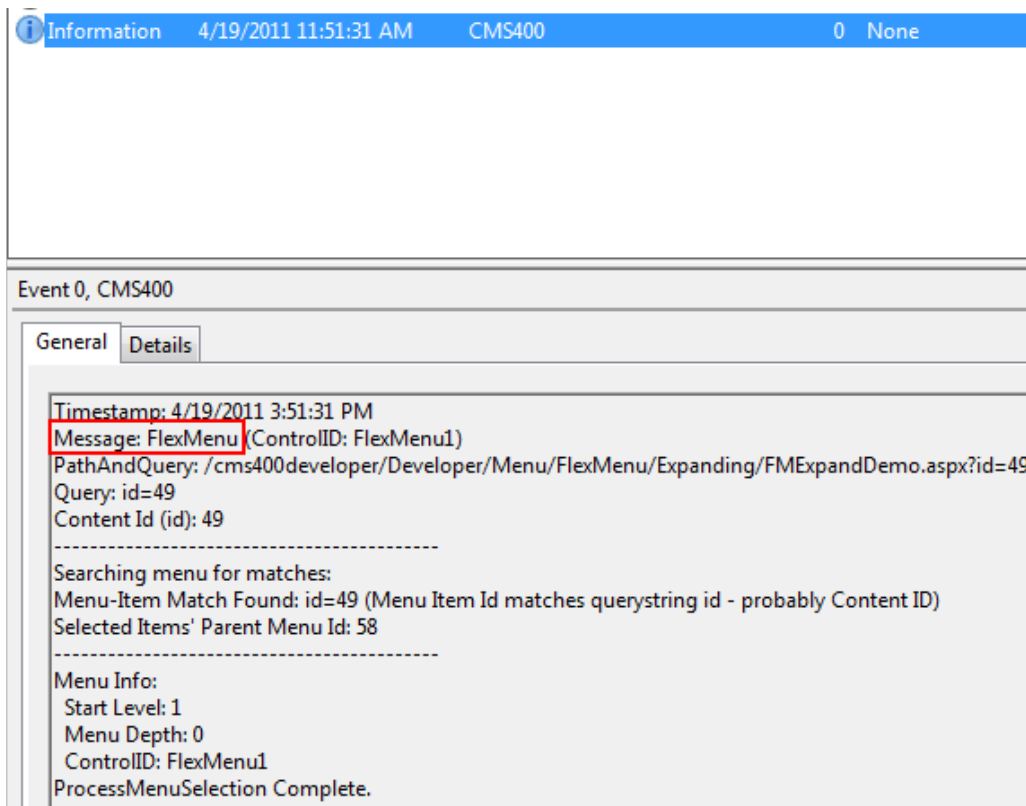 Information 4/19/2011 11:51:31 AM CMS400 0 None
Event 0, CMS400
General Details
Timestamp: 4/19/2011 3:51:31 PM
Message: FlexMenu (ControlID: FlexMenu1)
PathAndQuery: /cms400developer/Developer/Menu/FlexMenu/Expanding/FMExpandDemo.aspx?id=49
Query: id=49
Content Id (id): 49
-------------------------------------------
Searching menu for matches:
Menu-Item Match Found: id=49 (Menu Item Id matches querystring id - probably Content ID)
Selected Items' Parent Menu Id: 58
-------------------------------------------
Menu Info:
Start Level: 1
Menu Depth: 0
ControlID: FlexMenu1
ProcessMenuSelection Complete.